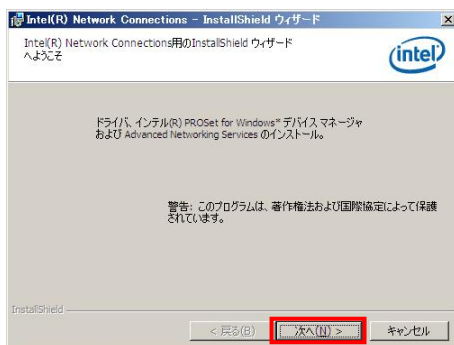 Intel(R) Network Connections - InstallShield ウィザード
Intel(R) Network Connections用のInstallShield ウィザード
へようこそ
intel
ドライバ、インテル(R) PROSet for Windows* デバイス マネージャ
および Advanced Networking Services のインストール。
警告: このプログラムは、著作権法および国際協定によって保護
されています。
InstallShield
< 戻る(B)
次へ(N) >
キャンセル